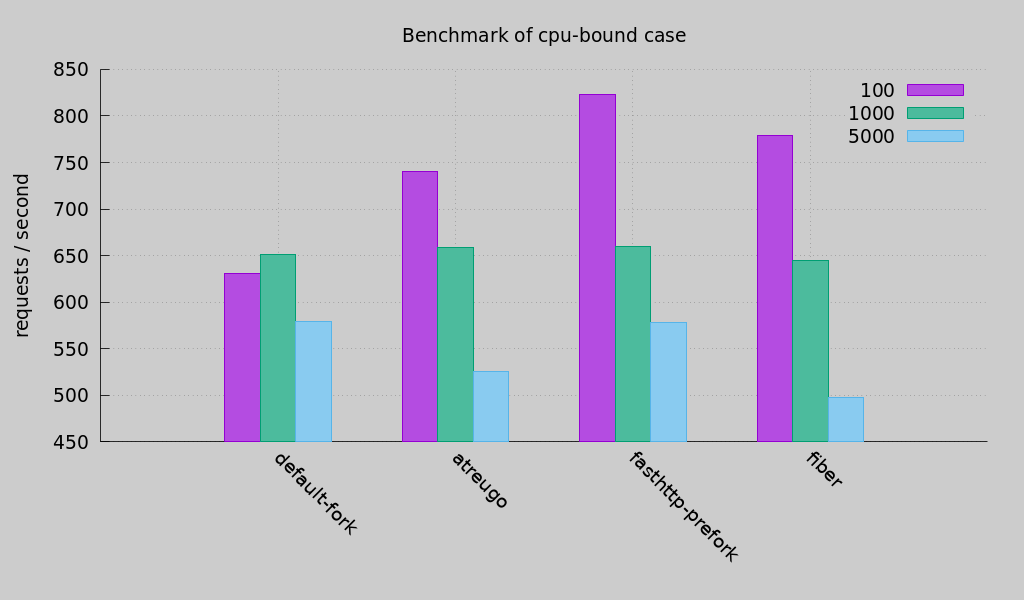 Benchmark of cpu-bound case
850
800
750
700
650
600
550
500
450
requests / second
100
1000
5000
default-fork
atreugo
fasthttp-prefork
fiber